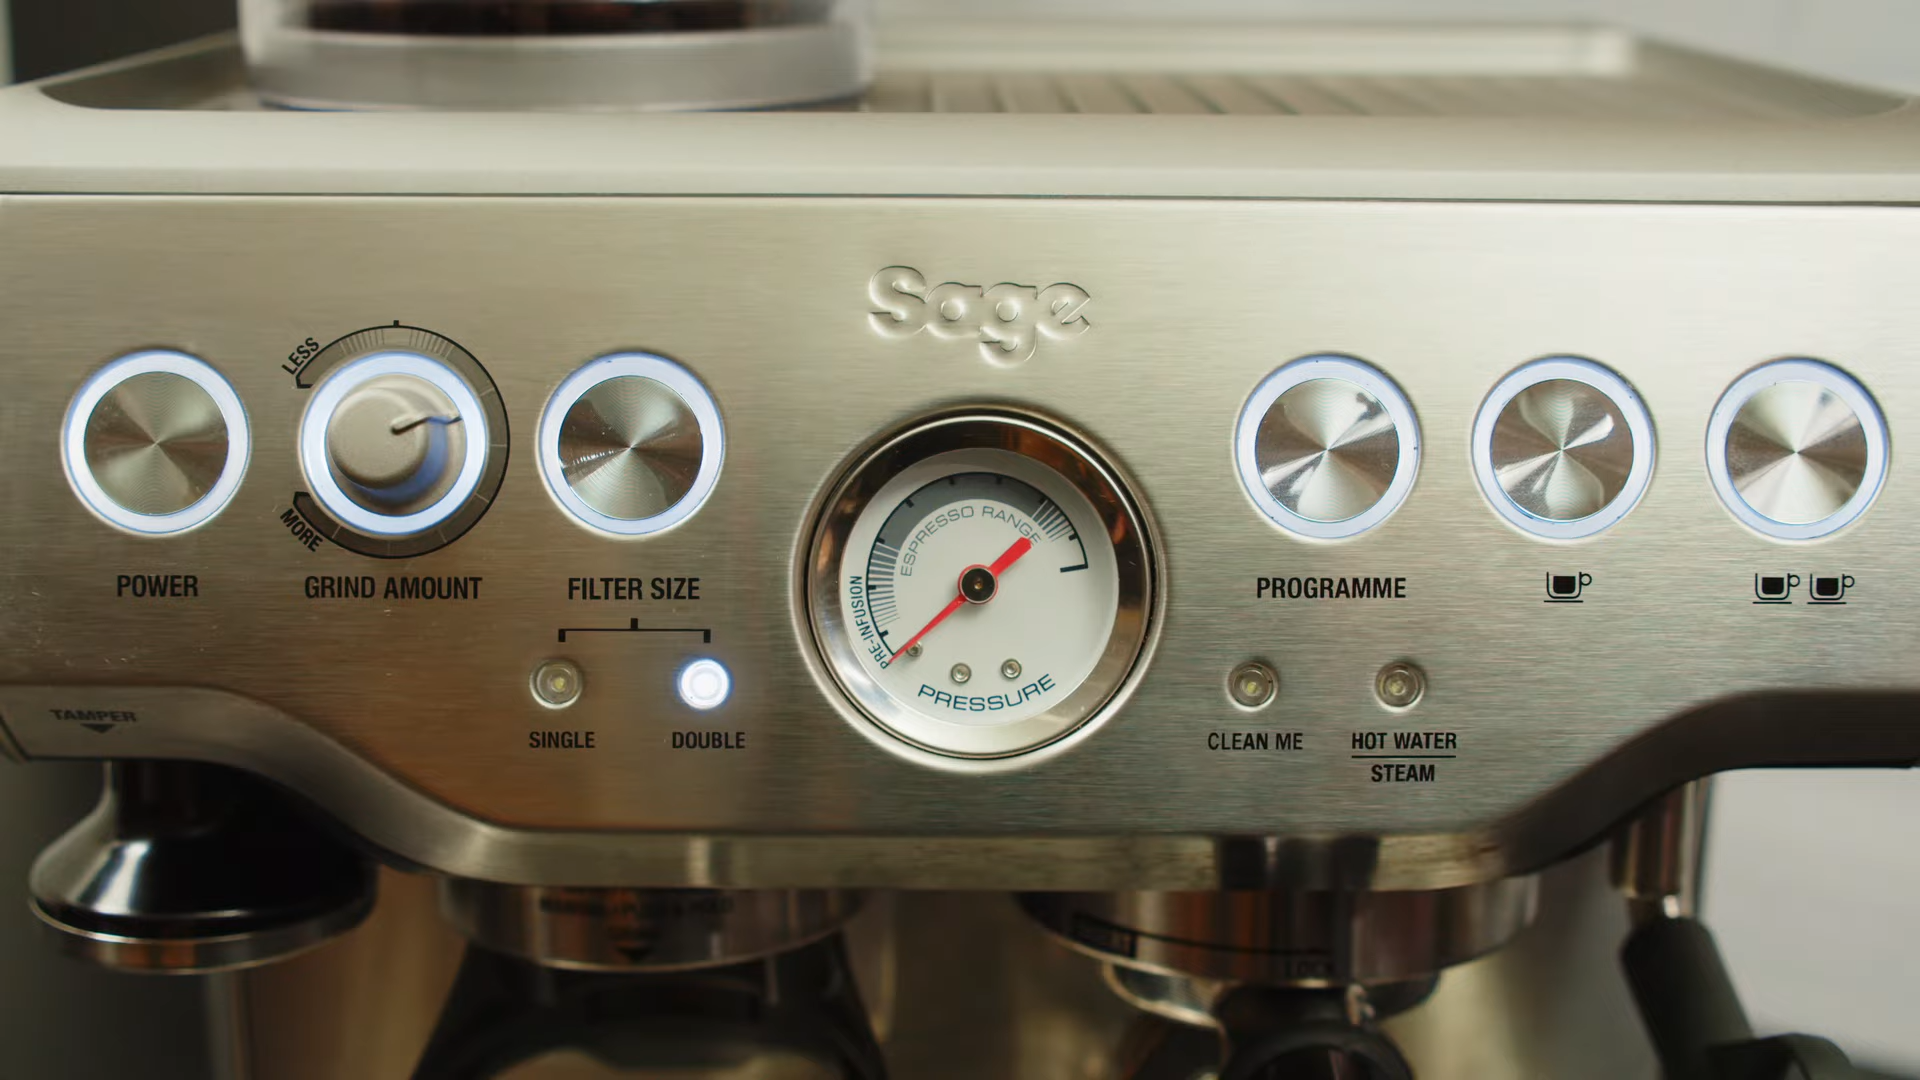 Sage
LESS
MORE
POWER
GRIND AMOUNT
FILTER SIZE
SINGLE
DOUBLE
ESPRESSO RANGE
PRE-INFUSION
PRESSURE
PROGRAMME
CLEAN ME
HOT WATER
STEAM
TAMPER
LOCK